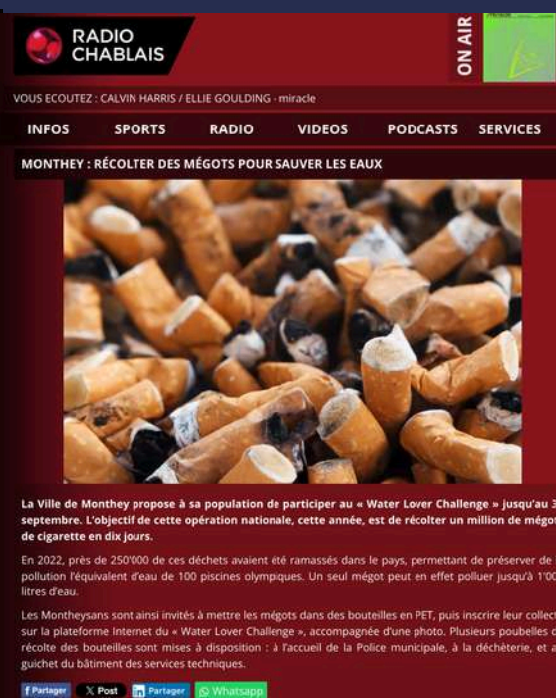 RADIO
CHABLAIS
ON AIR
VOUS ECOUTEZ : CALVIN HARRIS / ELLIE GOULDING - miracle
INFOS SPORTS RADIO VIDEOS PODCASTS SERVICES
MONTHEY : RÉCOLTER DES MÉGOTS POUR SAUVER LES EAUX
La Ville de Monthey propose à sa population de participer au « Water Lover Challenge » jusqu'au
septembre. L'objectif de cette opération nationale, cette année, est de récolter un million de
de cigarette en dix jours.
En 2022, près de 250'000 de ces déchets avaient été ramassés dans le pays, permettant de préserver de
pollution l'équivalent d'eau de 100 piscines olympiques. Un seul mégot peut en effet polluer jusqu'à
litres d'eau.
Les Montheysans sont ainsi invités à mettre les mégots dans des bouteilles en PET, puis inscrire leur
sur la plateforme Internet du « Water Lover Challenge », accompagnée d'une photo. Plusieurs poubelles
récolte des bouteilles sont mises à disposition : à l'accueil de la Police municipale, à la déchèterie, et
guichet du bâtiment des services techniques.
f Partager X Post in Partager Whatsapp